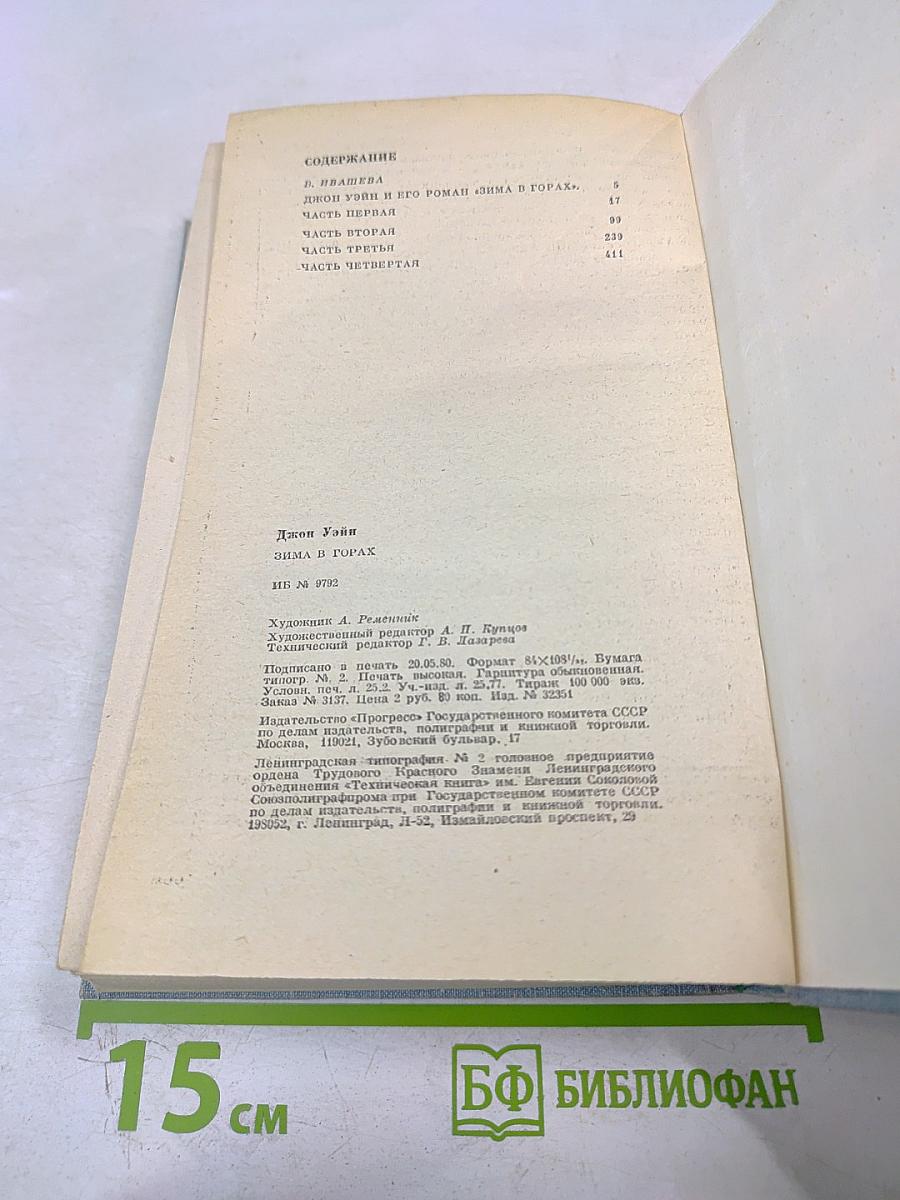 СОДЕРЖАНИЕ
В. ИВАШЕВА
ДЖОН УЭЙН И ЕГО РОМАН «ЗИМА В ГОРАХ». 5
ЧАСТЬ ПЕРВАЯ 17
ЧАСТЬ ВТОРАЯ 99
ЧАСТЬ ТРЕТЬЯ 239
ЧАСТЬ ЧЕТВЕРТАЯ 411
Джон Уэйн
ЗИМА В ГОРАХ
ИБ № 9792
Художник А. Ременник
Художественный редактор А. П. Купцов
Технический редактор Г. В. Лазарева
Подписано в печать 20.05.80. Формат 84×108¹/₃₂. Бумага
типогр. № 2. Печать высокая. Гарнитура обыкновенная.
Условн. печ. л. 25,2. Уч.-изд. л. 25,77. Тираж 100 000 экз.
Заказ № 3137. Цена 2 руб. 80 коп. Изд. № 32351
Издательство «Прогресс» Государственного комитета СССР
по делам издательств, полиграфии и книжной торговли.
Москва, 119021, Зубовский бульвар, 17
Ленинградская типография № 2 головное предприятие
ордена Трудового Красного Знамени Ленинградского
объединения «Техническая книга» им. Евгении Соколовой
Союзполиграфпрома при Государственном комитете СССР
по делам издательств, полиграфии и книжной торговли.
198052, г. Ленинград, Л-52, Измайловский проспект, 29
15 см
БФ БИБЛИОФАН